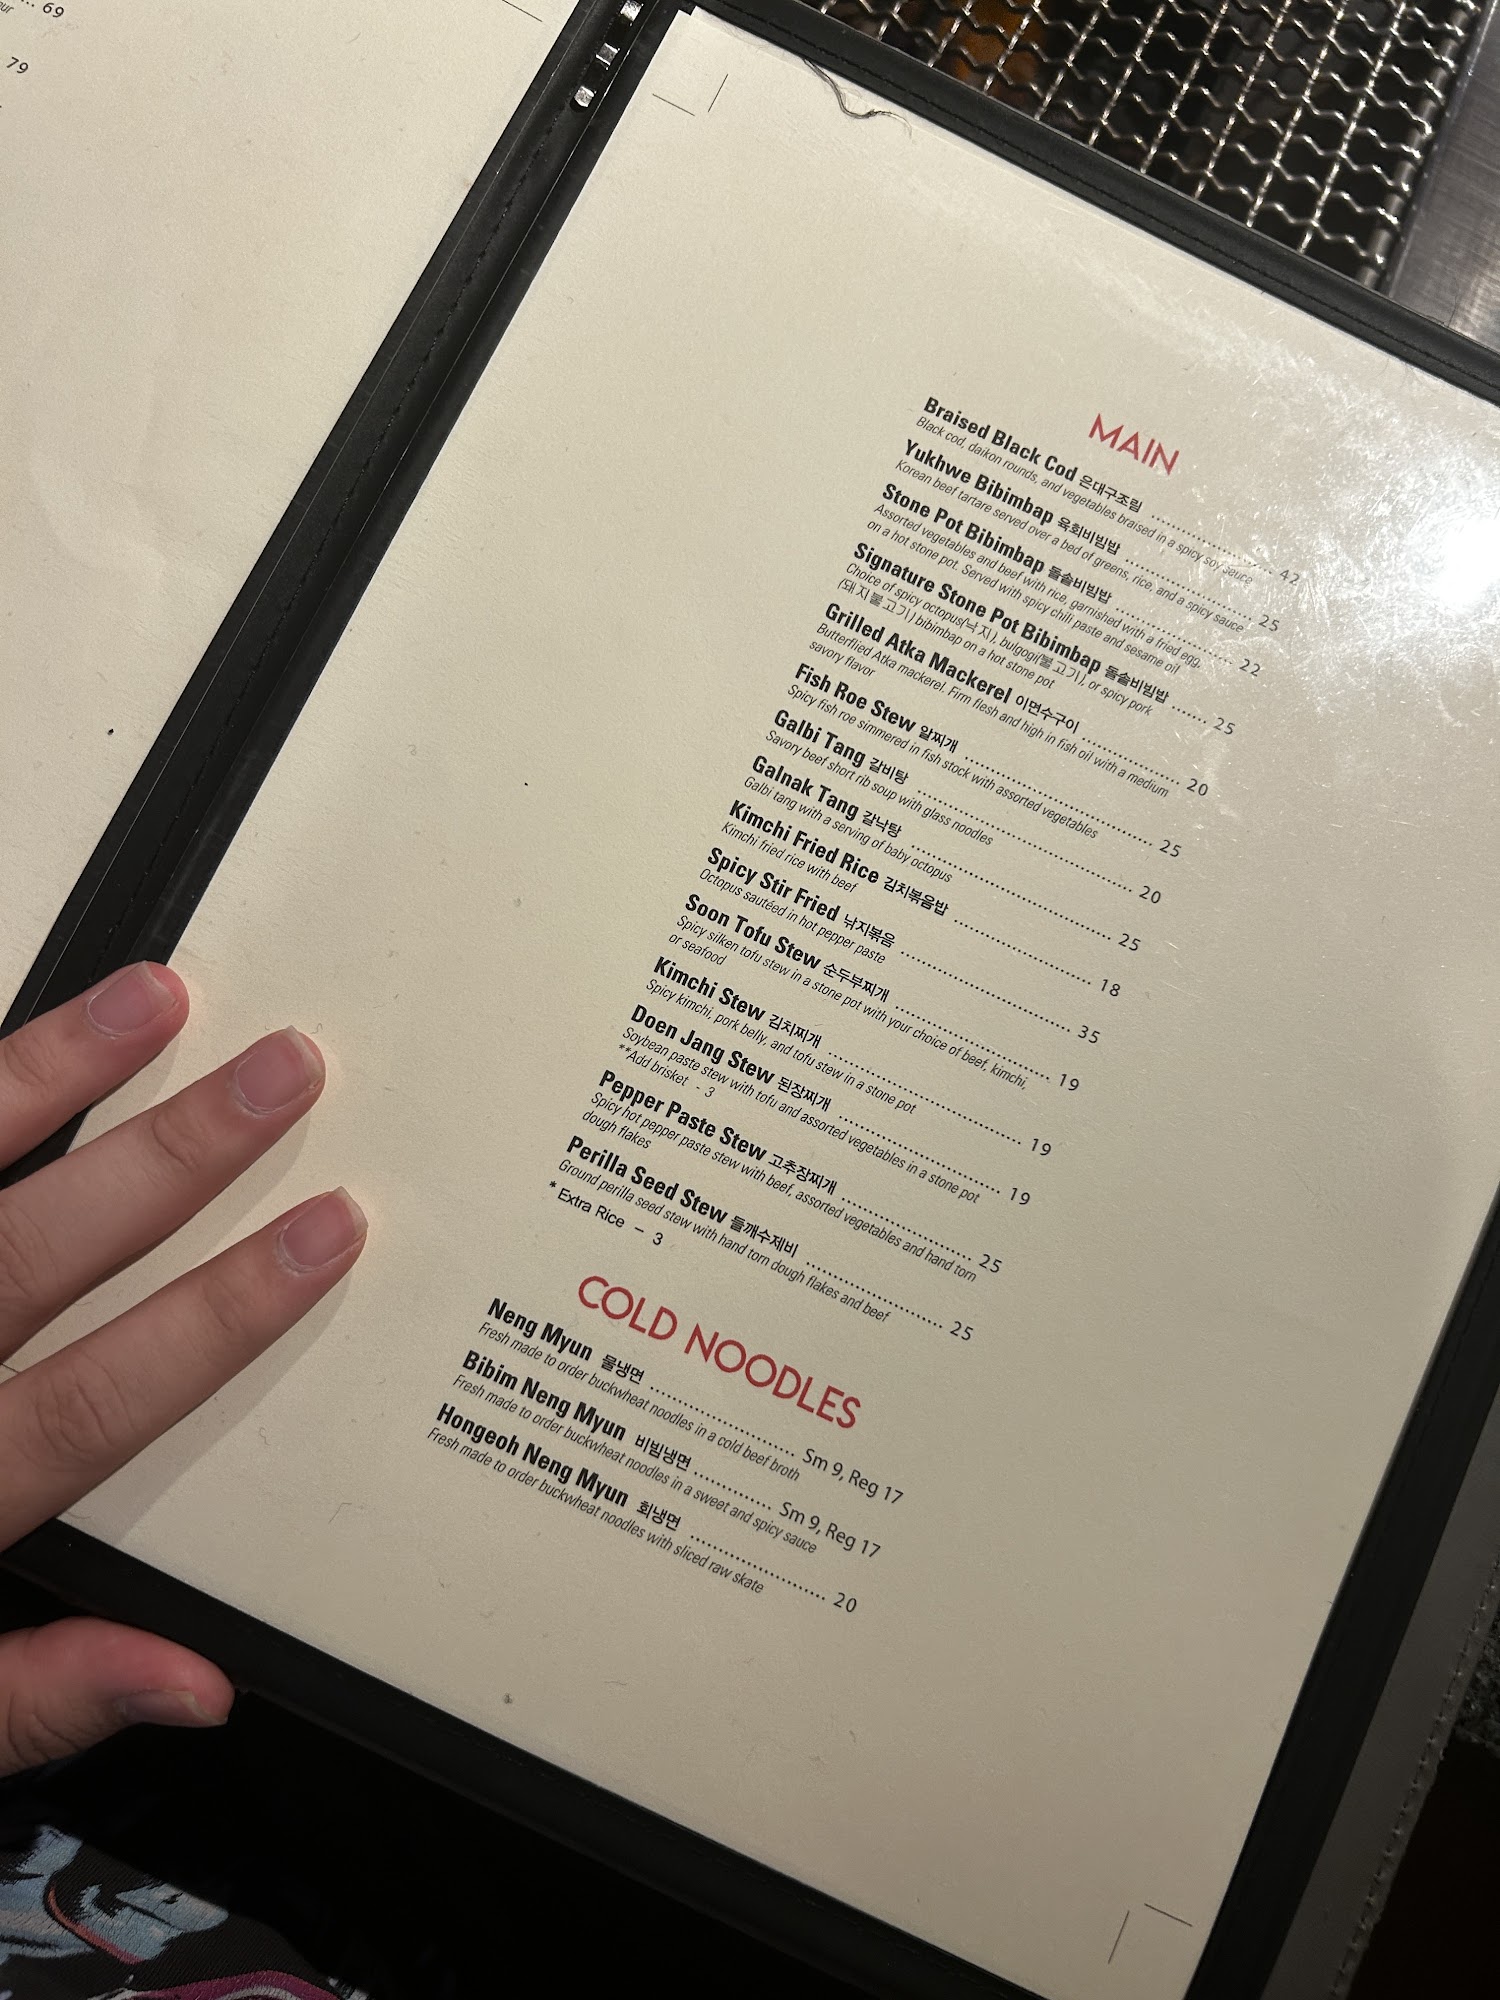 69
79
MAIN
Braised Black Cod 은대구조림 ........ 42
Black cod, daikon rounds, and vegetables braised in a spicy soy sauce
Yukhwe Bibimbap 육회비빔밥 ........ 25
Korean beef tartare served over a bed of greens, rice, and a spicy sauce
Stone Pot Bibimbap 돌솥비빔밥 ........ 22
Assorted vegetables and beef with rice, garnished with a fried egg,
on a hot stone pot. Served with spicy chili paste and sesame oil
Signature Stone Pot Bibimbap 돌솥비빔밥 ....... 25
Choice of spicy octopus(낙지), bulgogi(불고기), or spicy pork
(돼지불고기) bibimbap on a hot stone pot
Grilled Atka Mackerel 이면수구이 ........ 20
Butterflied Atka mackerel. Firm flesh and high in fish oil with a medium
savory flavor
Fish Roe Stew 알찌개 ........ 25
Spicy fish roe simmered in fish stock with assorted vegetables
Galbi Tang 갈비탕 ........ 20
Savory beef short rib soup with glass noodles
Galnak Tang 갈낙탕 ........ 25
Galbi tang with a serving of baby octopus
Kimchi Fried Rice 김치볶음밥 ........ 18
Kimchi fried rice with beef
Spicy Stir Fried 낚지볶음 ........ 35
Octopus sautéed in hot pepper paste
Soon Tofu Stew 순두부찌개 ........ 19
Spicy silken tofu stew in a stone pot with your choice of beef, kimchi,
or seafood
Kimchi Stew 김치찌개 ........ 19
Spicy kimchi, pork belly, and tofu stew in a stone pot
Doen Jang Stew 된장찌개 ........ 19
Soybean paste stew with tofu and assorted vegetables in a stone pot
**Add brisket - 3
Pepper Paste Stew 고추장찌개 ........ 25
Spicy hot pepper paste stew with beef, assorted vegetables and hand torn
dough flakes
Perilla Seed Stew 들깨수제비 ........ 25
Ground perilla seed stew with hand torn dough flakes and beef
* Extra Rice – 3
COLD NOODLES
Neng Myun 물냉면 ........ Sm 9, Reg 17
Fresh made to order buckwheat noodles in a cold beef broth
Bibim Neng Myun 비빔냉면 ........ Sm 9, Reg 17
Fresh made to order buckwheat noodles in a sweet and spicy sauce
Hongeoh Neng Myun 회냉면 ........ 20
Fresh made to order buckwheat noodles with sliced raw skate